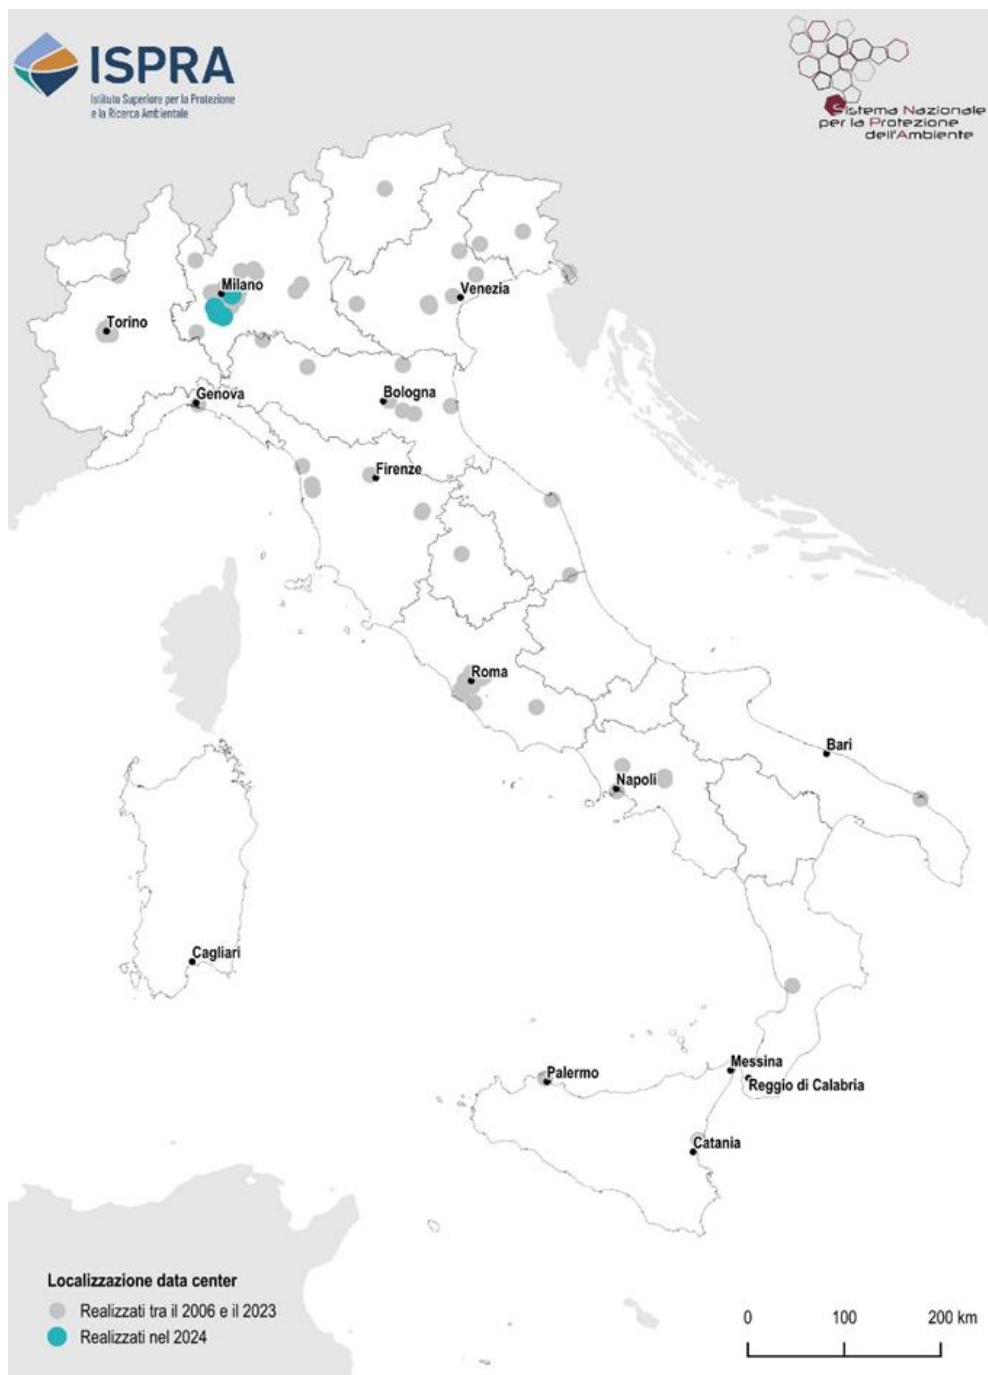 ISPRA
Istituto Superiore per la Protezione
e la Ricerca Ambientale
Sistema Nazionale
per la Protezione
dell'Ambiente
Milano
Venezia
Torino
Genova
Bologna
Firenze
Roma
Bari
Napoli
Cagliari
Messina
Palermo
Reggio di Calabria
Catania
Localizzazione data center
Realizzati tra il 2006 e il 2023
Realizzati nel 2024
0 100 200 km